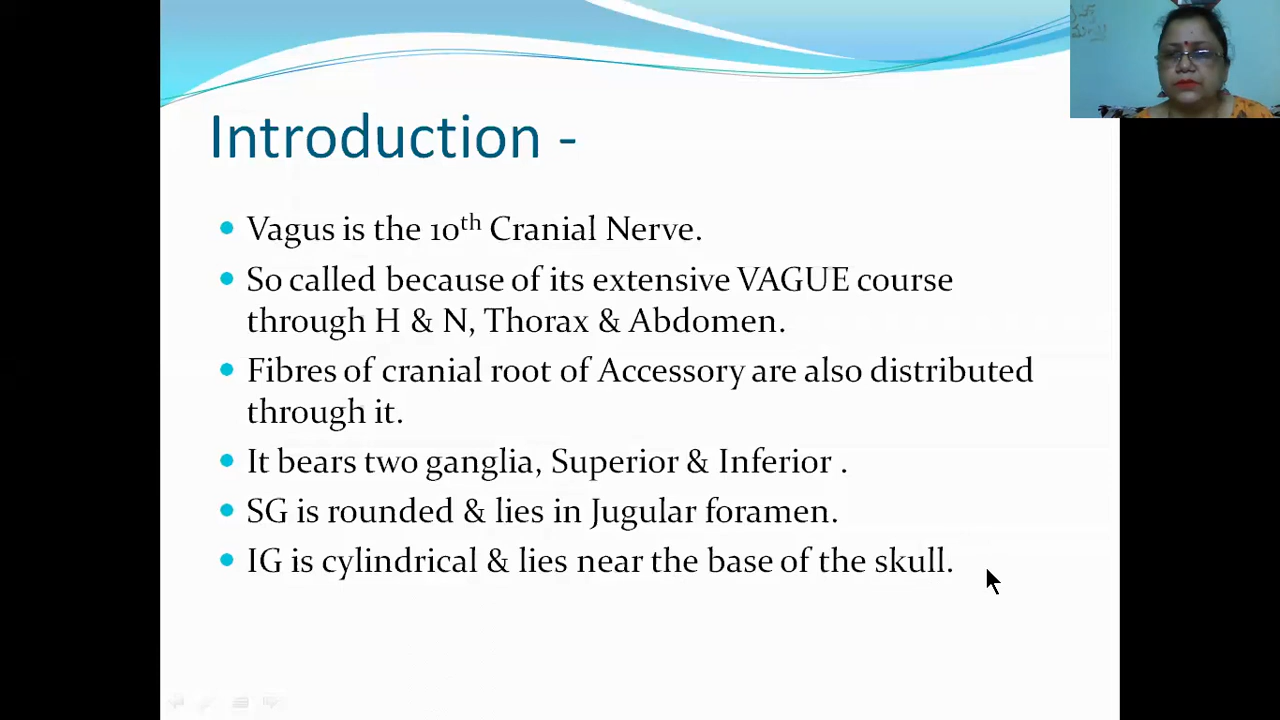 Introduction -
Vagus is the 10th Cranial Nerve.
So called because of its extensive VAGUE course
through H & N, Thorax & Abdomen.
Fibres of cranial root of Accessory are also distributed
through it.
It bears two ganglia, Superior & Inferior .
SG is rounded & lies in Jugular foramen.
IG is cylindrical & lies near the base of the skull.